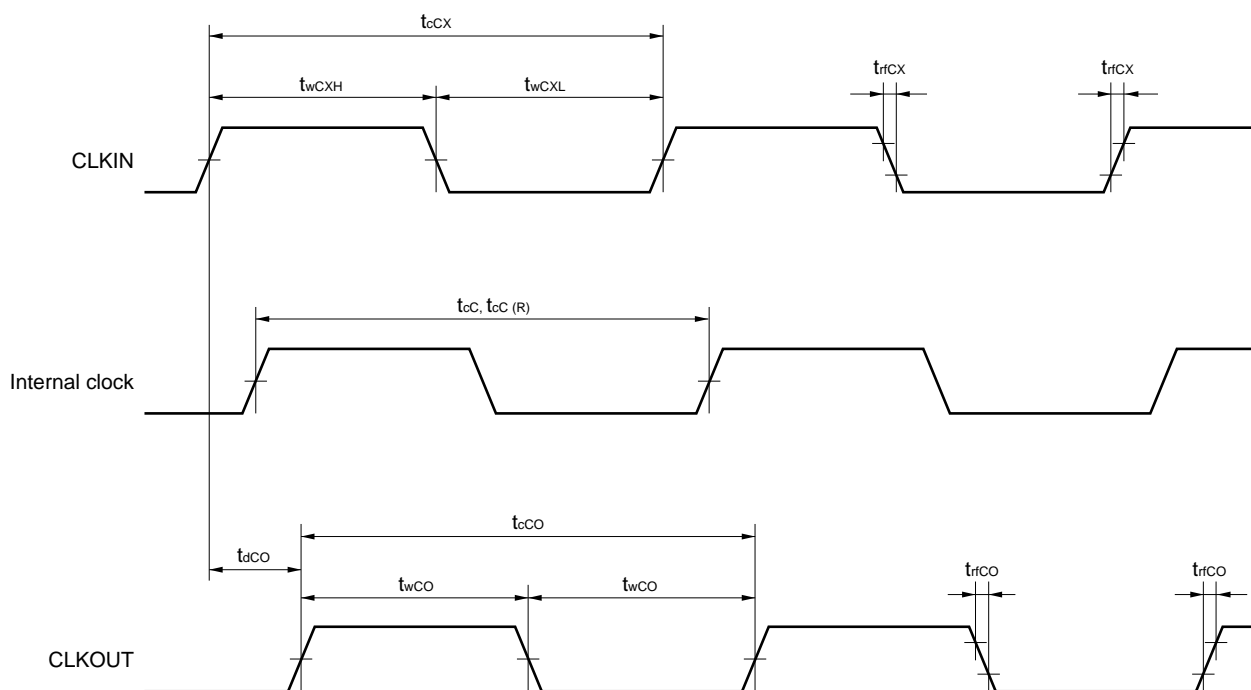 tcCX
twCXH
twCXL
trfCX
trfCX
CLKIN
tcC, tcC (R)
Internal clock
tcCO
tdCO
twCO
twCO
trfCO
trfCO
CLKOUT